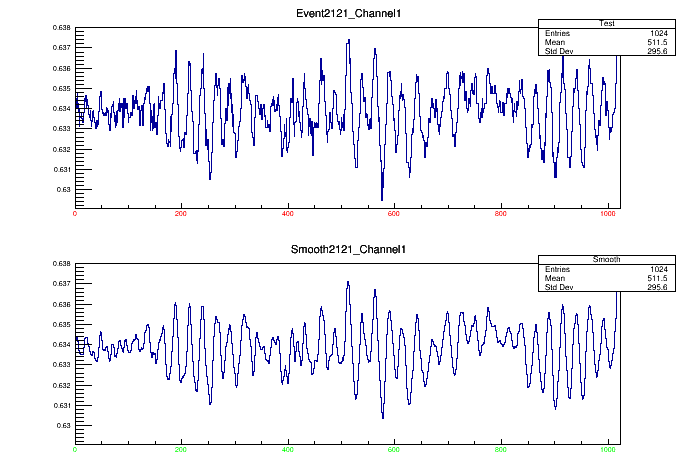 Event2121_Channel1
Test
Entries 1024
Mean 511.5
Std Dev 295.6
0.638
0.637
0.636
0.635
0.634
0.633
0.632
0.631
0.63
0 200 400 600 800 1000
Smooth2121_Channel1
Smooth
Entries 1024
Mean 511.5
Std Dev 295.6
0.638
0.637
0.636
0.635
0.634
0.633
0.632
0.631
0.63
0 200 400 600 800 1000